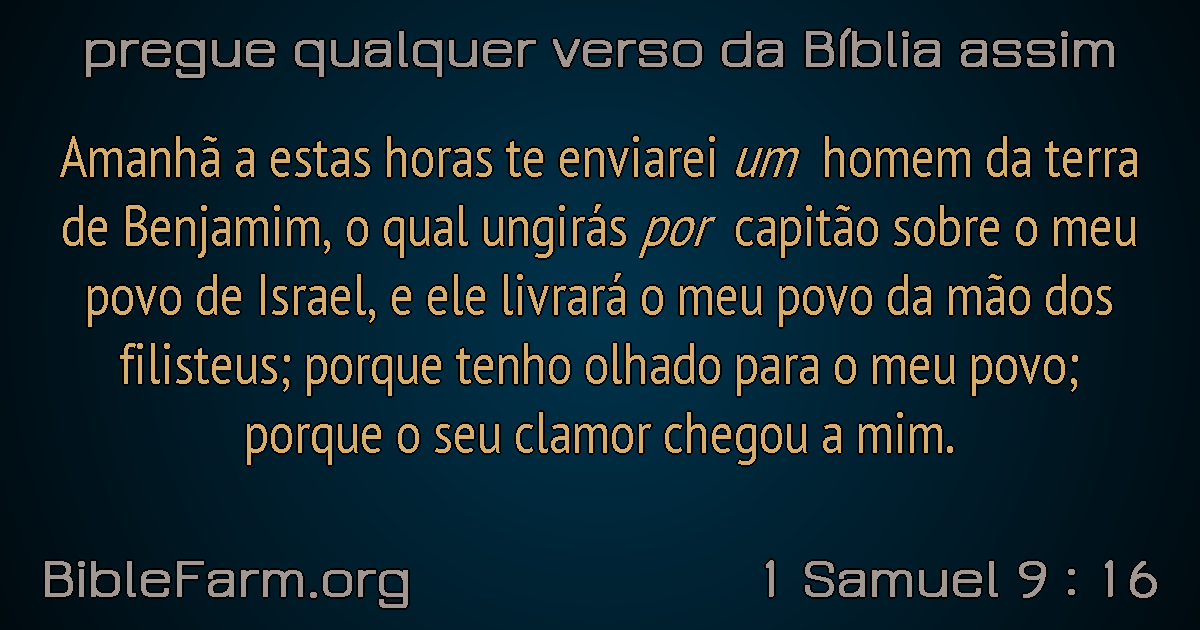 pregue qualquer verso da Bíblia assim
Amanhã a estas horas te enviarei um homem da terra
de Benjamim, o qual ungirás por capitão sobre o meu
povo de Israel, e ele livrará o meu povo da mão dos
filisteus; porque tenho olhado para o meu povo;
porque o seu clamor chegou a mim.
BibleFarm.org
1 Samuel 9 : 16